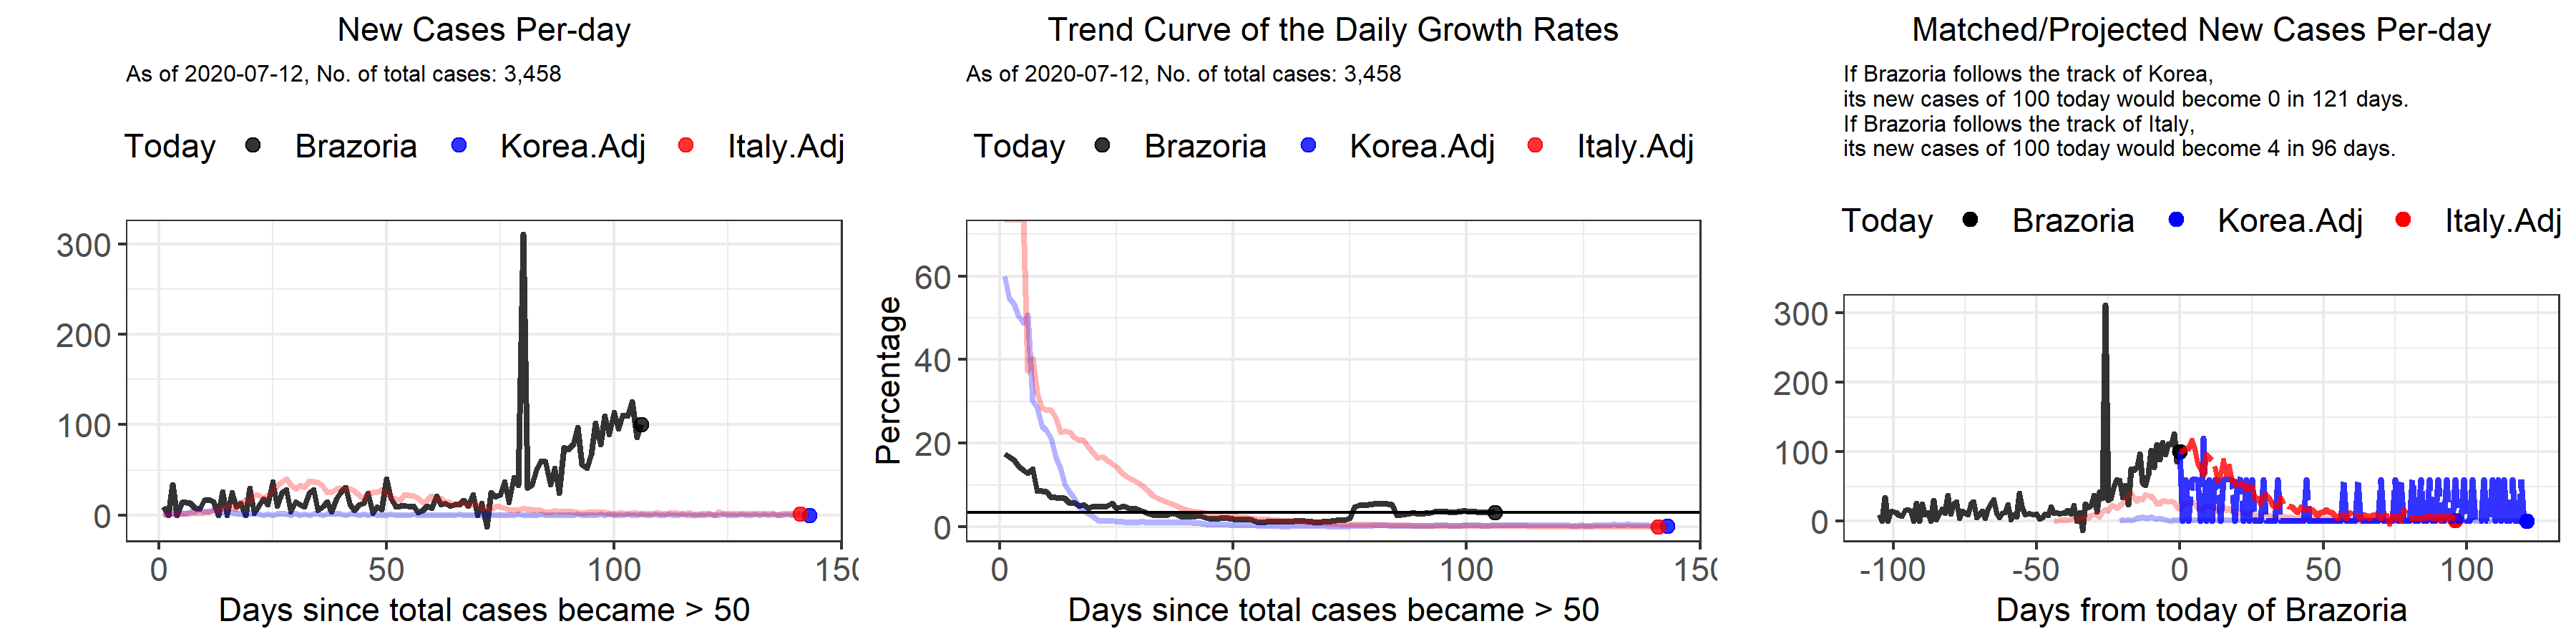 New Cases Per-day
As of 2020-07-12, No. of total cases: 3,458
Today Brazoria Korea.Adj Italy.Adj
300
200
100
0
0 50 100 150
Days since total cases became > 50
Trend Curve of the Daily Growth Rates
As of 2020-07-12, No. of total cases: 3,458
Today Brazoria Korea.Adj Italy.Adj
Percentage
60
40
20
0
0 50 100 150
Days since total cases became > 50
Matched/Projected New Cases Per-day
If Brazoria follows the track of Korea,
its new cases of 100 today would become 0 in 121 days.
If Brazoria follows the track of Italy,
its new cases of 100 today would become 4 in 96 days.
Today Brazoria Korea.Adj Italy.Adj
300
200
100
0
-100 -50 0 50 100
Days from today of Brazoria